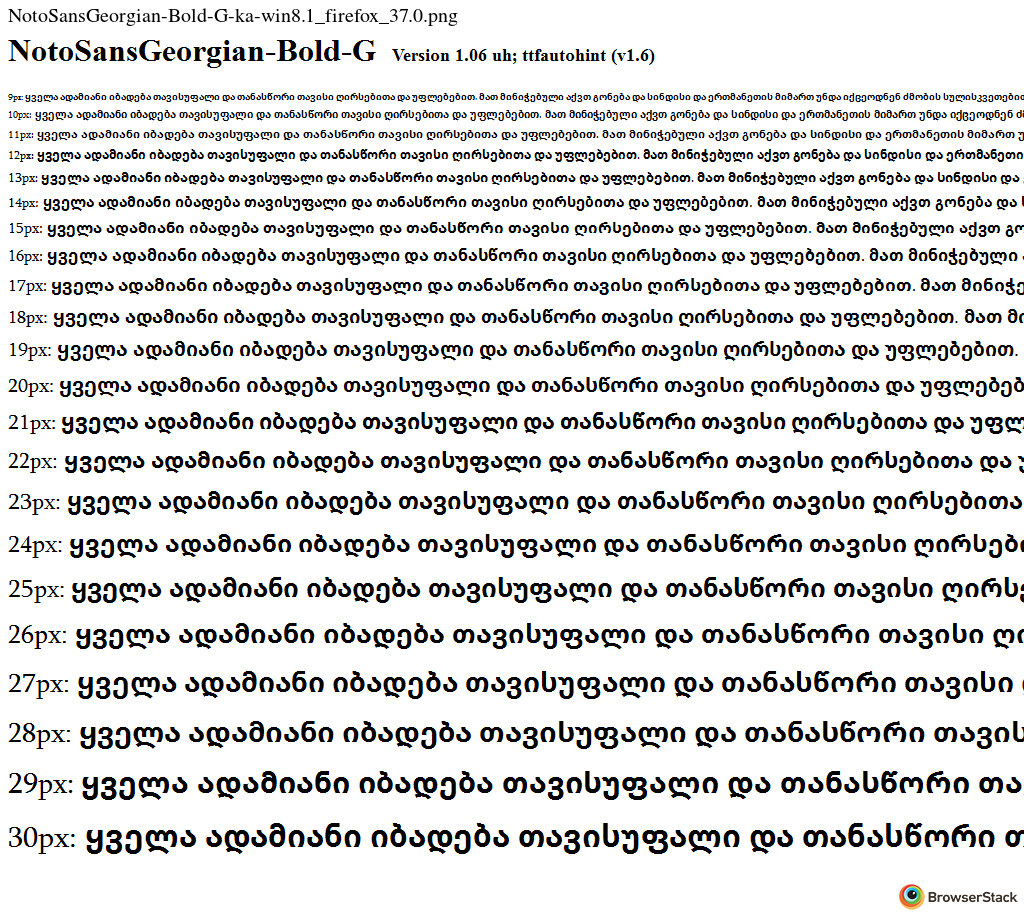 NotoSansGeorgian-Bold-G-ka-win8.1_firefox_37.0.png
NotoSansGeorgian-Bold-G Version 1.06 uh; ttfautohint (v1.6)
9px: ყველა ადამიანი იბადება თავისუფალი და თანასწორი თავისი ღირსებითა და უფლებებით. მათ მინიჭებული აქვთ გონება და სინდისი და ერთმანეთის მიმართ უნდა იქცეოდნენ ძმობის სულისკვეთებით
10px: ყველა ადამიანი იბადება თავისუფალი და თანასწორი თავისი ღირსებითა და უფლებებით. მათ მინიჭებული აქვთ გონება და სინდისი და ერთმანეთის მიმართ უნდა იქცეოდნენ
11px: ყველა ადამიანი იბადება თავისუფალი და თანასწორი თავისი ღირსებითა და უფლებებით. მათ მინიჭებული აქვთ გონება და სინდისი და ერთმანეთის მიმართ
12px: ყველა ადამიანი იბადება თავისუფალი და თანასწორი თავისი ღირსებითა და უფლებებით. მათ მინიჭებული აქვთ გონება და სინდისი და ერთმანეთი
13px: ყველა ადამიანი იბადება თავისუფალი და თანასწორი თავისი ღირსებითა და უფლებებით. მათ მინიჭებული აქვთ გონება და სინდისი და
14px: ყველა ადამიანი იბადება თავისუფალი და თანასწორი თავისი ღირსებითა და უფლებებით. მათ მინიჭებული აქვთ გონება და
15px: ყველა ადამიანი იბადება თავისუფალი და თანასწორი თავისი ღირსებითა და უფლებებით. მათ მინიჭებული აქვთ გო
16px: ყველა ადამიანი იბადება თავისუფალი და თანასწორი თავისი ღირსებითა და უფლებებით. მათ მინიჭებული
17px: ყველა ადამიანი იბადება თავისუფალი და თანასწორი თავისი ღირსებითა და უფლებებით. მათ მინიჭე
18px: ყველა ადამიანი იბადება თავისუფალი და თანასწორი თავისი ღირსებითა და უფლებებით. მათ მი
19px: ყველა ადამიანი იბადება თავისუფალი და თანასწორი თავისი ღირსებითა და უფლებებით.
20px: ყველა ადამიანი იბადება თავისუფალი და თანასწორი თავისი ღირსებითა და უფლებებ
21px: ყველა ადამიანი იბადება თავისუფალი და თანასწორი თავისი ღირსებითა და უფლ
22px: ყველა ადამიანი იბადება თავისუფალი და თანასწორი თავისი ღირსებითა და
23px: ყველა ადამიანი იბადება თავისუფალი და თანასწორი თავისი ღირსებითა
24px: ყველა ადამიანი იბადება თავისუფალი და თანასწორი თავისი ღირსები
25px: ყველა ადამიანი იბადება თავისუფალი და თანასწორი თავისი ღირსე
26px: ყველა ადამიანი იბადება თავისუფალი და თანასწორი თავისი ღი
27px: ყველა ადამიანი იბადება თავისუფალი და თანასწორი თავისი
28px: ყველა ადამიანი იბადება თავისუფალი და თანასწორი თავის
29px: ყველა ადამიანი იბადება თავისუფალი და თანასწორი თა
30px: ყველა ადამიანი იბადება თავისუფალი და თანასწორი თ
BrowserStack